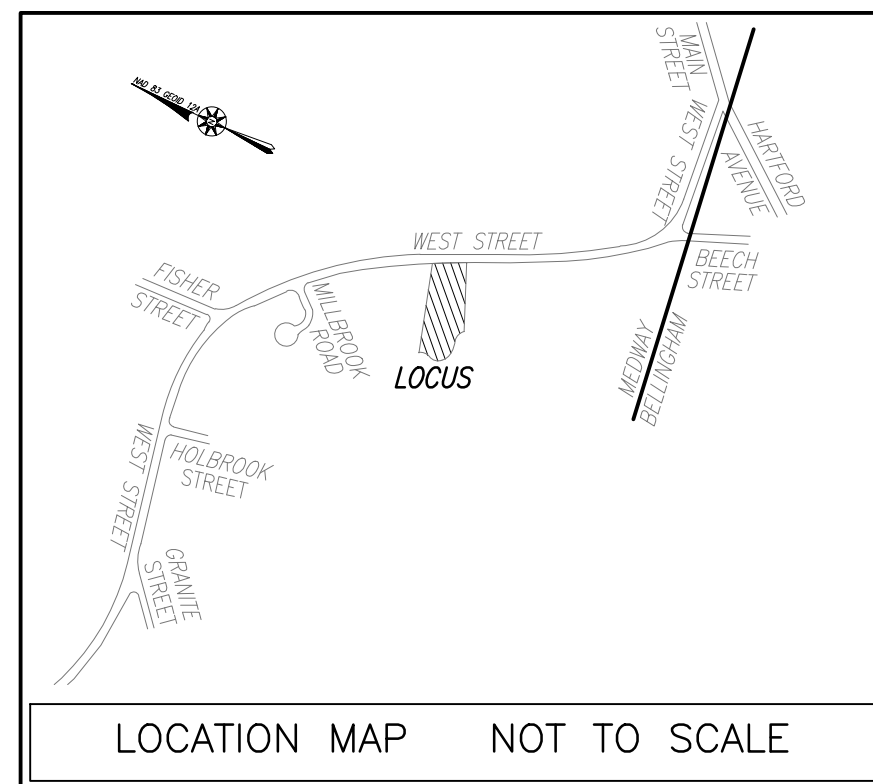 NAD 83 GEOID 12A
N
MAIN
STREET
WEST STREET
HARTFORD
AVENUE
WEST STREET
BEECH
STREET
FISHER
STREET
MILLBROOK
ROAD
LOCUS
MEDWAY
BELLINGHAM
WEST STREET
HOLBROOK
STREET
GRANITE
STREET
LOCATION MAP NOT TO SCALE